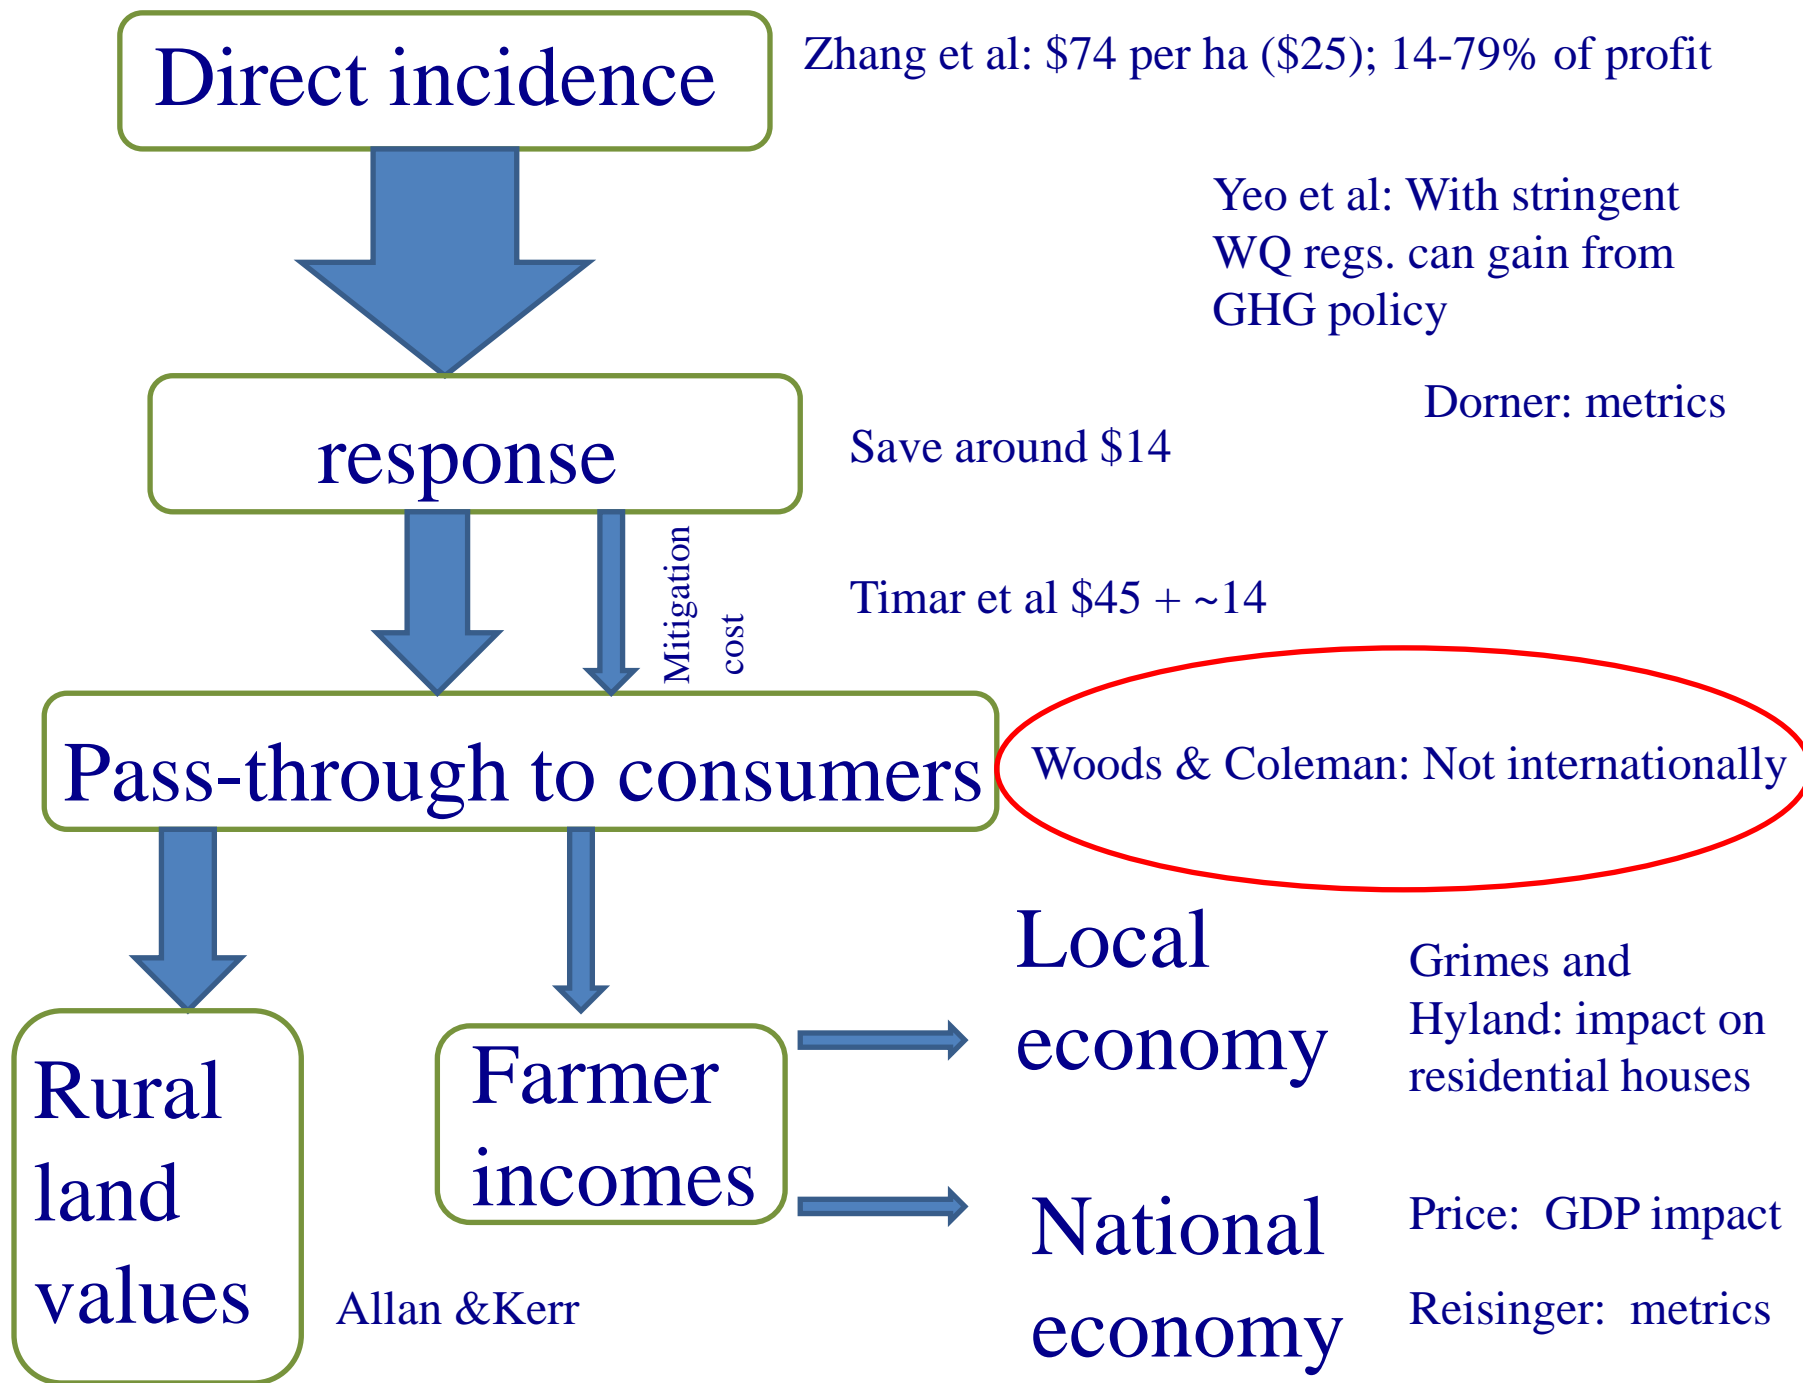 Direct incidence
Zhang et al: $74 per ha ($25); 14-79% of profit
Yeo et al: With stringent
WQ regs. can gain from
GHG policy
Dorner: metrics
response
Save around $14
Mitigation
cost
Timar et al $45 + ~14
Pass-through to consumers
Woods & Coleman: Not internationally
Rural
land
values
Allan &Kerr
Farmer
incomes
Local
economy
Grimes and
Hyland: impact on
residential houses
National
economy
Price:  GDP impact
Reisinger:  metrics